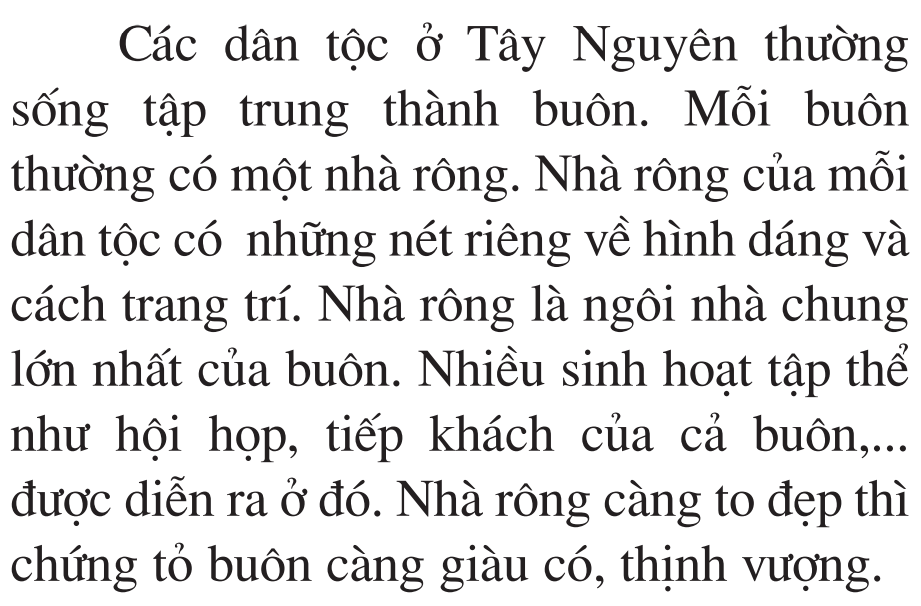 Các dân tộc ở Tây Nguyên thường
sống tập trung thành buôn. Mỗi buôn
thường có một nhà rông. Nhà rông của mỗi
dân tộc có những nét riêng về hình dáng và
cách trang trí. Nhà rông là ngôi nhà chung
lớn nhất của buôn. Nhiều sinh hoạt tập thể
như hội họp, tiếp khách của cả buôn,...
được diễn ra ở đó. Nhà rông càng to đẹp thì
chứng tỏ buôn càng giàu có, thịnh vượng.